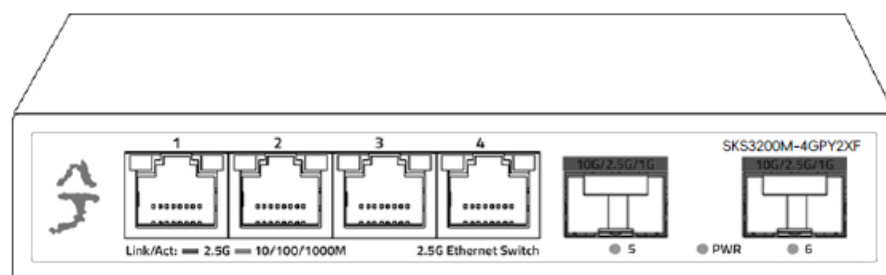 1 2 3 4
SKS3200M-4GPY2XF
10G/2.5G/1G 10G/2.5G/1G
Link/Act: 2.5G 10/100/1000M 2.5G Ethernet Switch
5 PWR 6